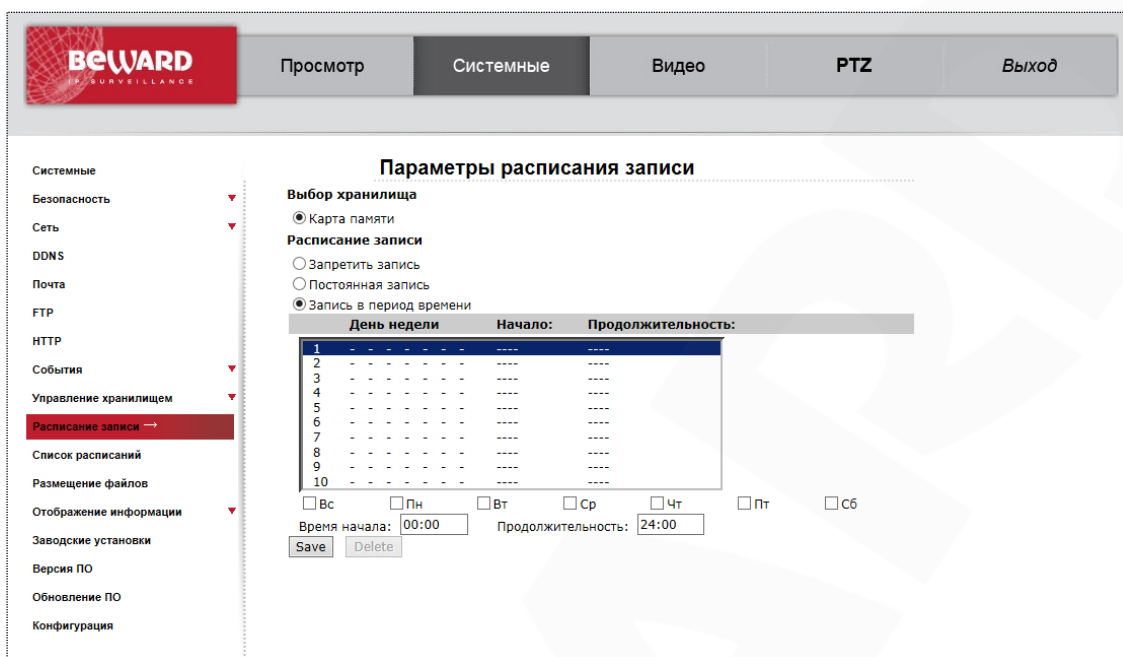 BEWARD
IP SURVEILLANCE
Просмотр Системные Видео PTZ Выход
Системные
Безопасность
Сеть
DDNS
Почта
FTP
HTTP
События
Управление хранилищем
Расписание записи →
Список расписаний
Размещение файлов
Отображение информации
Заводские установки
Версия ПО
Обновление ПО
Конфигурация
Параметры расписания записи
Выбор хранилища
Карта памяти
Расписание записи
Запретить запись
Постоянная запись
Запись в период времени
День недели Начало: Продолжительность:
1 - - - - - - - ---- ----
2 - - - - - - - ---- ----
3 - - - - - - - ---- ----
4 - - - - - - - ---- ----
5 - - - - - - - ---- ----
6 - - - - - - - ---- ----
7 - - - - - - - ---- ----
8 - - - - - - - ---- ----
9 - - - - - - - ---- ----
10 - - - - - - - ---- ----
Вс Пн Вт Ср Чт Пт Сб
Время начала: 00:00 Продолжительность: 24:00
Save Delete